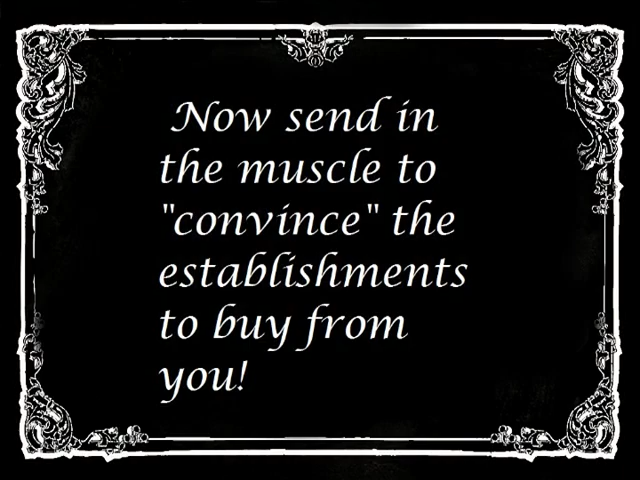 Now send in
the muscle to
"convince" the
establishments
to buy from
you!